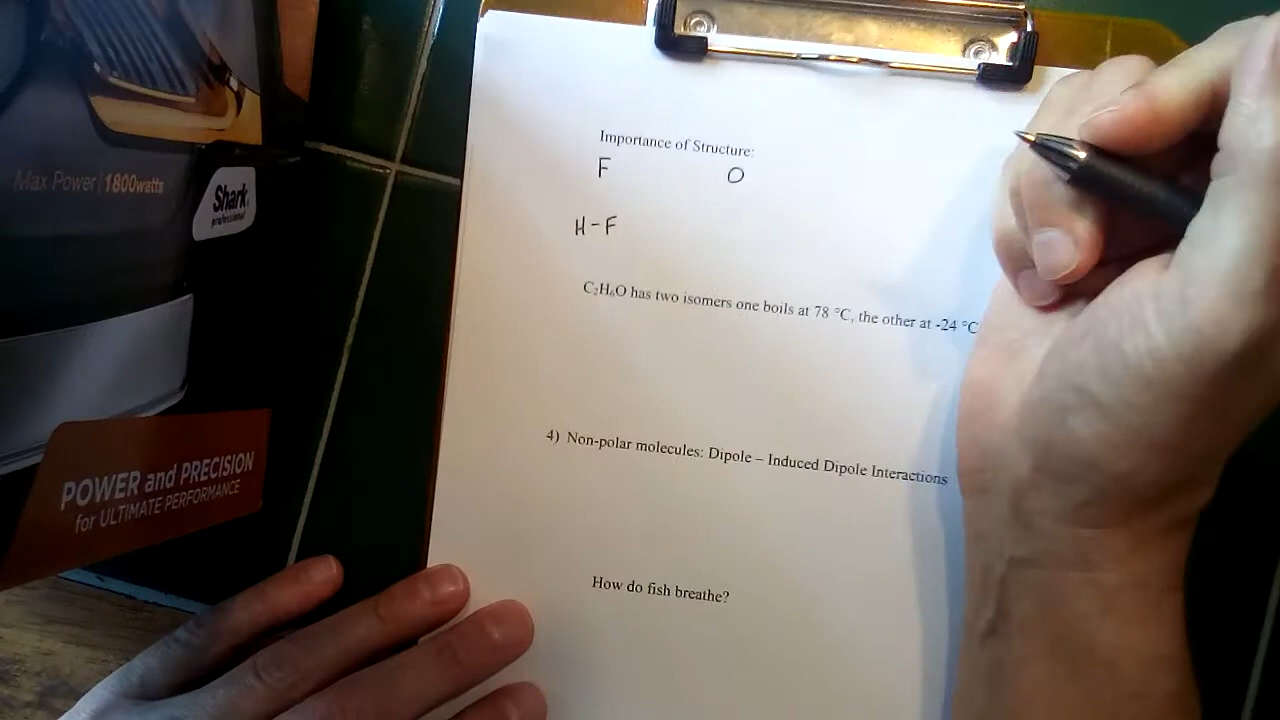 Importance of Structure:
F O
H-F
C₂H₆O has two isomers one boils at 78 °C, the other at -24 °C
4) Non-polar molecules: Dipole – Induced Dipole Interactions
How do fish breathe?
Max Power | 1800watts
Shark
professional
POWER and PRECISION
for ULTIMATE PERFORMANCE